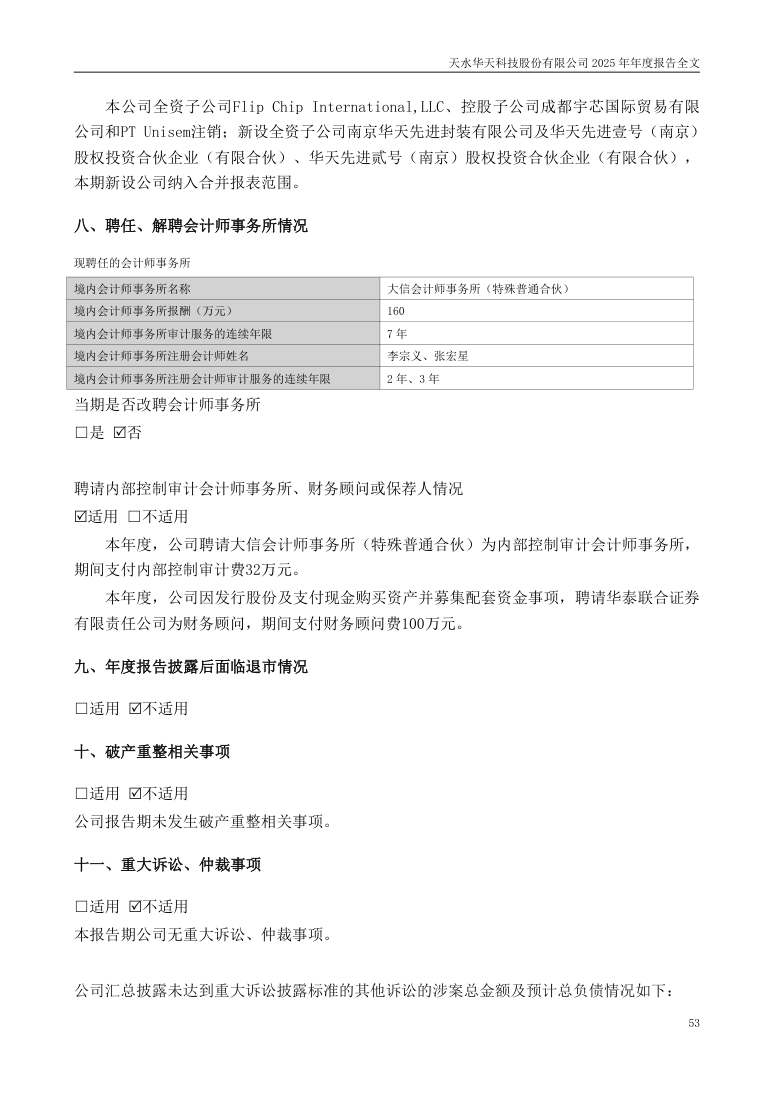 天水华天科技股份有限公司 2025 年年度报告全文
本公司全资子公司Flip Chip International,LLC、控股子公司成都宇芯国际贸易有限
公司和PT Unisem注销；新设全资子公司南京华天先进封装有限公司及华天先进壹号（南京）
股权投资合伙企业（有限合伙）、华天先进贰号（南京）股权投资合伙企业（有限合伙），
本期新设公司纳入合并报表范围。
八、聘任、解聘会计师事务所情况
现聘任的会计师事务所
境内会计师事务所名称 大信会计师事务所（特殊普通合伙）
境内会计师事务所报酬（万元） 160
境内会计师事务所审计服务的连续年限 7 年
境内会计师事务所注册会计师姓名 李宗义、张宏星
境内会计师事务所注册会计师审计服务的连续年限 2 年、3 年
当期是否改聘会计师事务所
□是 ☑否
聘请内部控制审计会计师事务所、财务顾问或保荐人情况
☑适用 □不适用
本年度，公司聘请大信会计师事务所（特殊普通合伙）为内部控制审计会计师事务所，
期间支付内部控制审计费32万元。
本年度，公司因发行股份及支付现金购买资产并募集配套资金事项，聘请华泰联合证券
有限责任公司为财务顾问，期间支付财务顾问费100万元。
九、年度报告披露后面临退市情况
□适用 ☑不适用
十、破产重整相关事项
□适用 ☑不适用
公司报告期未发生破产重整相关事项。
十一、重大诉讼、仲裁事项
□适用 ☑不适用
本报告期公司无重大诉讼、仲裁事项。
公司汇总披露未达到重大诉讼披露标准的其他诉讼的涉案总金额及预计总负债情况如下：
53